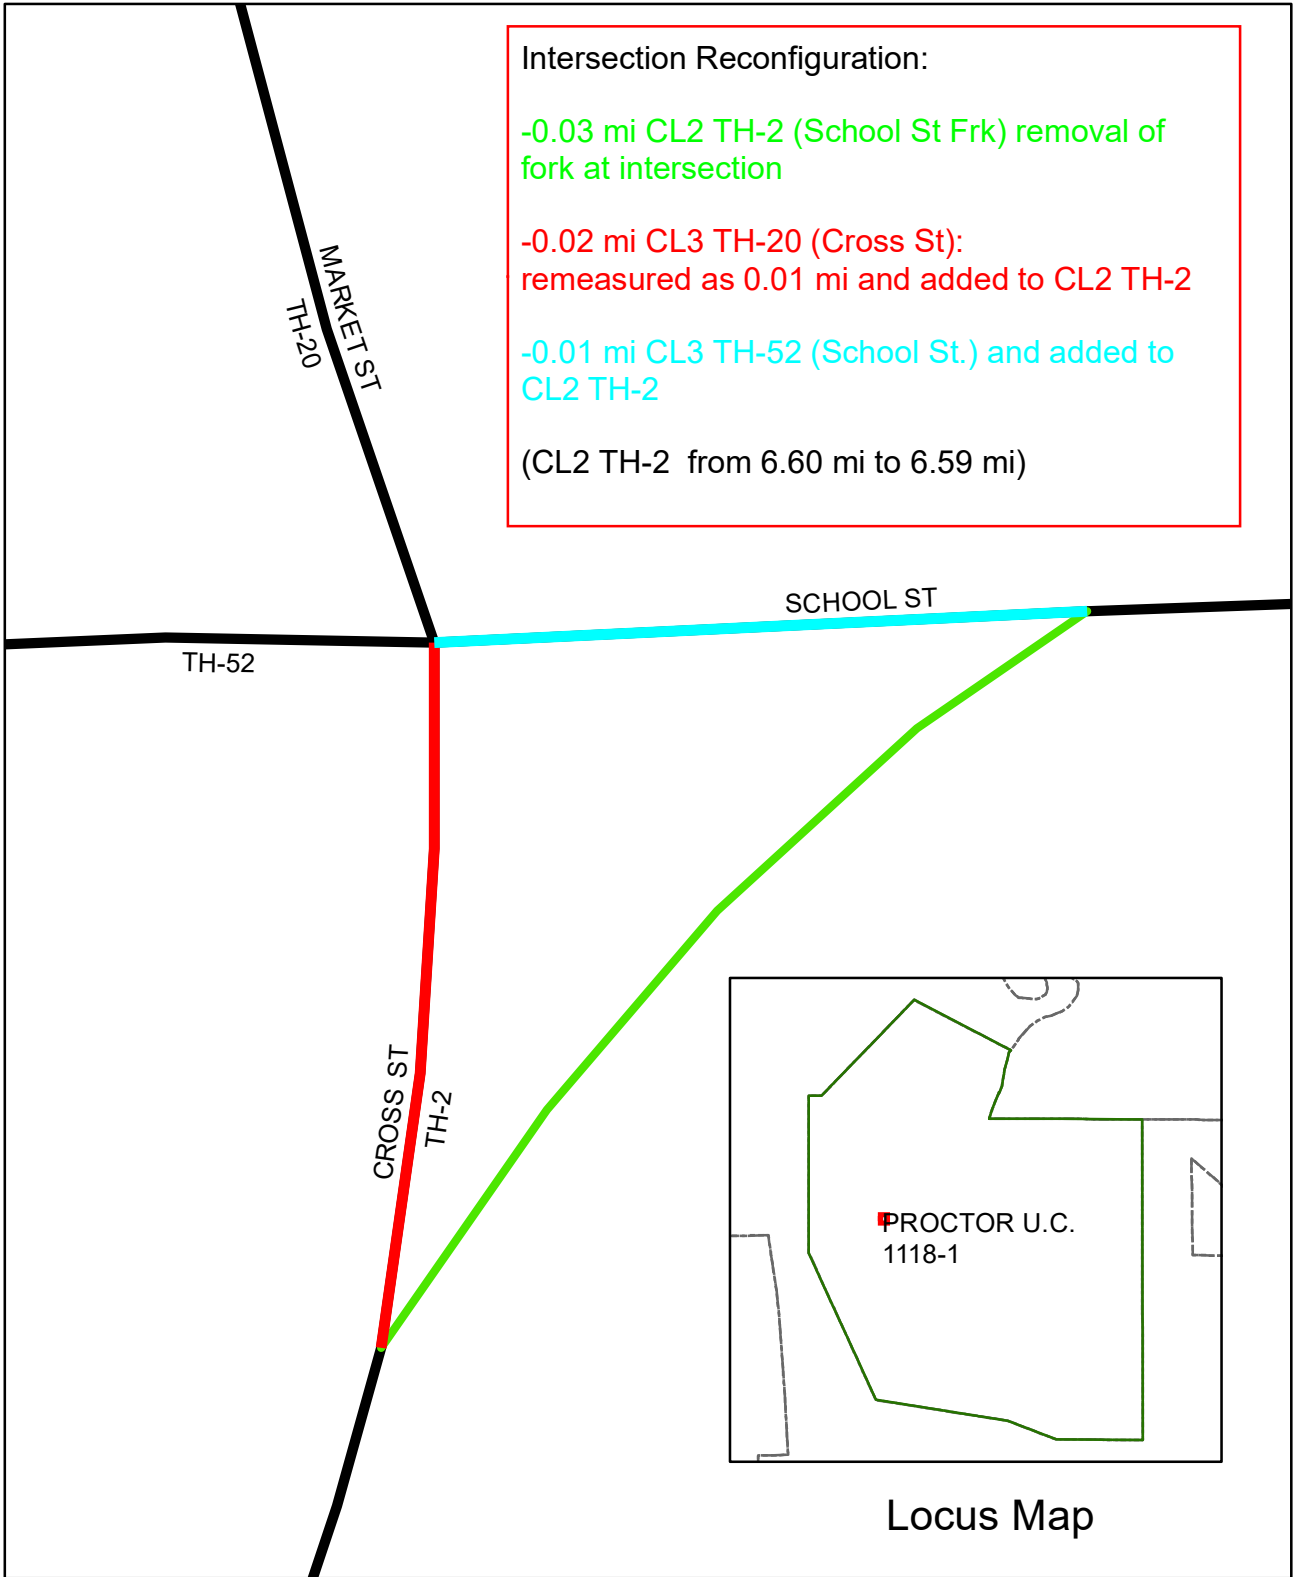 Intersection Reconfiguration:
-0.03 mi CL2 TH-2 (School St Frk) removal of
fork at intersection
-0.02 mi CL3 TH-20 (Cross St):
remeasured as 0.01 mi and added to CL2 TH-2
-0.01 mi CL3 TH-52 (School St.) and added to
CL2 TH-2
(CL2 TH-2  from 6.60 mi to 6.59 mi)
MARKET ST
TH-20
SCHOOL ST
TH-52
CROSS ST
TH-2
PROCTOR U.C.
1118-1
Locus Map